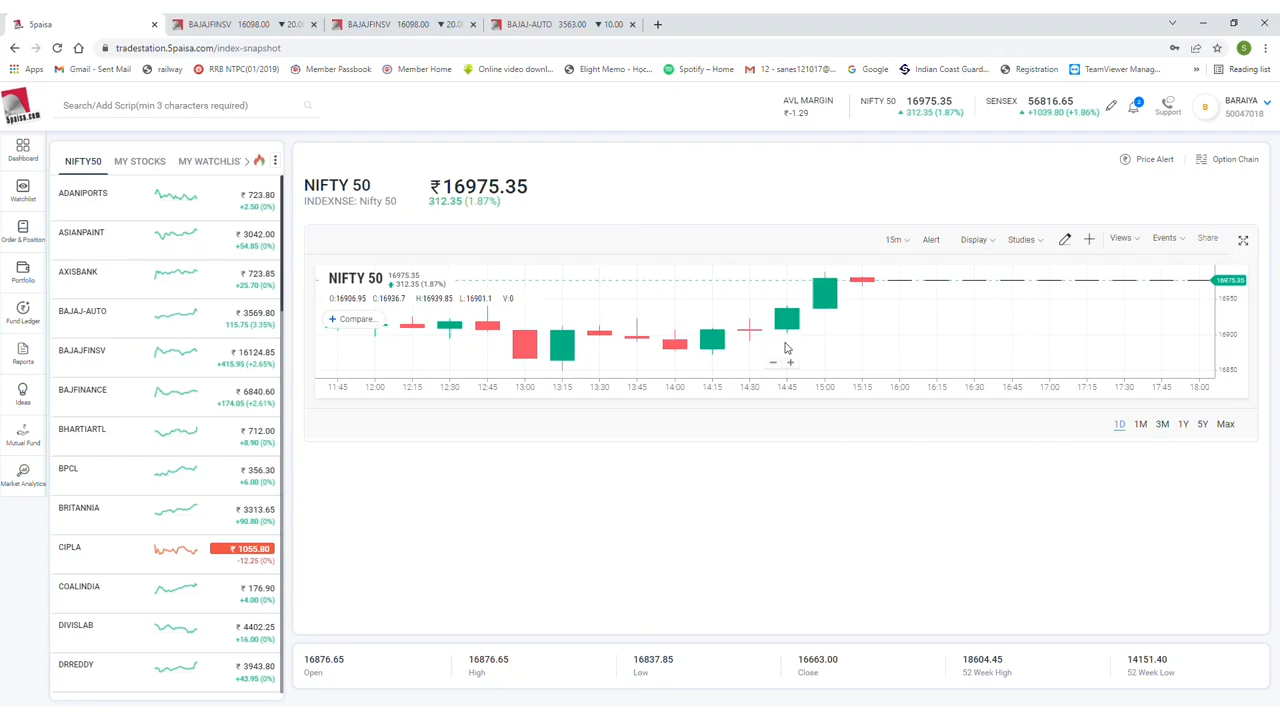 5paisa
BAJAJFINSV 16098.00 ▼20.0
BAJAJFINSV 16098.00 ▼20.0
BAJAJ-AUTO 3563.00 ▼10.00
tradestation.5paisa.com/index-snapshot
S
Apps
Gmail - Sent Mail
railway
RRB NTPC(01/2019)
Member Passbook
Member Home
Online video downl...
Elight Memo - Học...
Spotify – Home
12 - sanes121017@...
Google
Indian Coast Guard...
Registration
TeamViewer Manag...
Reading list
5paisa.com
Search/Add Scrip(min 3 characters required)
AVL MARGIN
₹-1.29
NIFTY 50 16975.35
312.35 (1.87%)
SENSEX 56816.65
+1039.80 (+1.86%)
2
Support
B
BARAIYA
50047018
Dashboard
Watchlist
Order & Position
Portfolio
Fund Ledger
Reports
Ideas
Mutual Fund
Market Analytics
NIFTY50 MY STOCKS MY WATCHLIS
ADANIPORTS ₹ 723.80
+2.50 (0%)
ASIANPAINT ₹ 3042.00
+54.85 (0%)
AXISBANK ₹ 723.85
+25.70 (0%)
BAJAJ-AUTO ₹ 3569.80
115.75 (3.35%)
BAJAJFINSV ₹ 16124.85
+415.95 (+2.65%)
BAJFINANCE ₹ 6840.60
+174.05 (+2.61%)
BHARTIARTL ₹ 712.00
+8.90 (0%)
BPCL ₹ 356.30
+6.00 (0%)
BRITANNIA ₹ 3313.65
+90.80 (0%)
CIPLA ₹ 1055.80
-12.25 (0%)
COALINDIA ₹ 176.90
+4.00 (0%)
DIVISLAB ₹ 4402.25
+16.00 (0%)
DRREDDY ₹ 3943.80
+43.95 (0%)
Price Alert
Option Chain
NIFTY 50 ₹16975.35
INDEXNSE: Nifty 50 312.35 (1.87%)
15m Alert Display Studies Views Events Share
NIFTY 50 16975.35
312.35 (1.87%)
O:16906.95 C:16936.7 H:16939.85 L:16901.1 V:0
+ Compare...
16975.35
16950
16900
16850
11:45 12:00 12:15 12:30 12:45 13:00 13:15 13:30 13:45 14:00 14:15 14:30 14:45 15:00 15:15 16:00 16:15 16:30 16:45 17:00 17:15 17:30 17:45 18:00
1D 1M 3M 1Y 5Y Max
16876.65 16876.65 16837.85 16663.00 18604.45 14151.40
Open High Low Close 52 Week High 52 Week Low